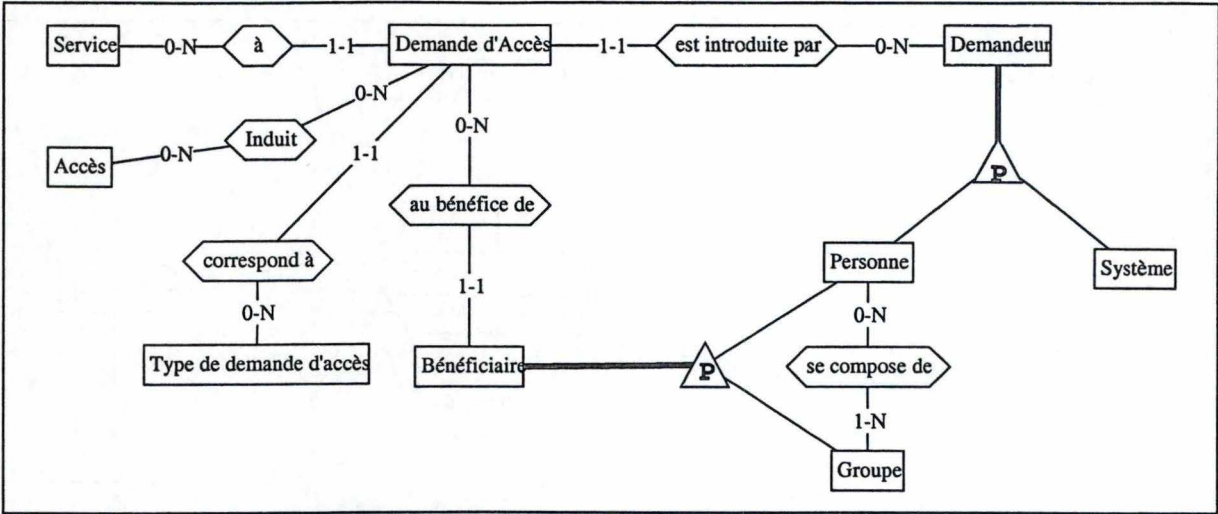 Service 0-N à 1-1 Demande d'Accès 1-1 est introduite par 0-N Demandeur
0-N
0-N
Induit
0-N
1-1
Accès
P
au bénéfice de
correspond à
Personne
Système
1-1
0-N
0-N
Type de demande d'accès
Bénéficiaire
P
se compose de
1-N
Groupe